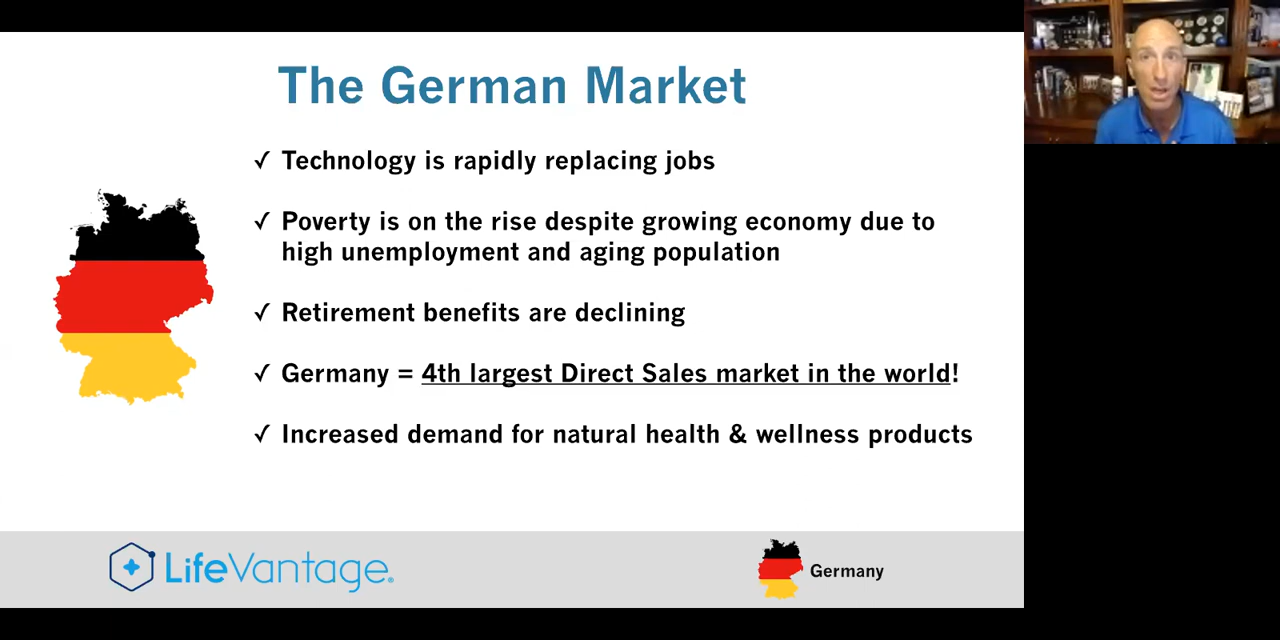 The German Market
✓ Technology is rapidly replacing jobs
✓ Poverty is on the rise despite growing economy due to
high unemployment and aging population
✓ Retirement benefits are declining
✓ Germany = 4th largest Direct Sales market in the world!
✓ Increased demand for natural health & wellness products
LifeVantage®
Germany